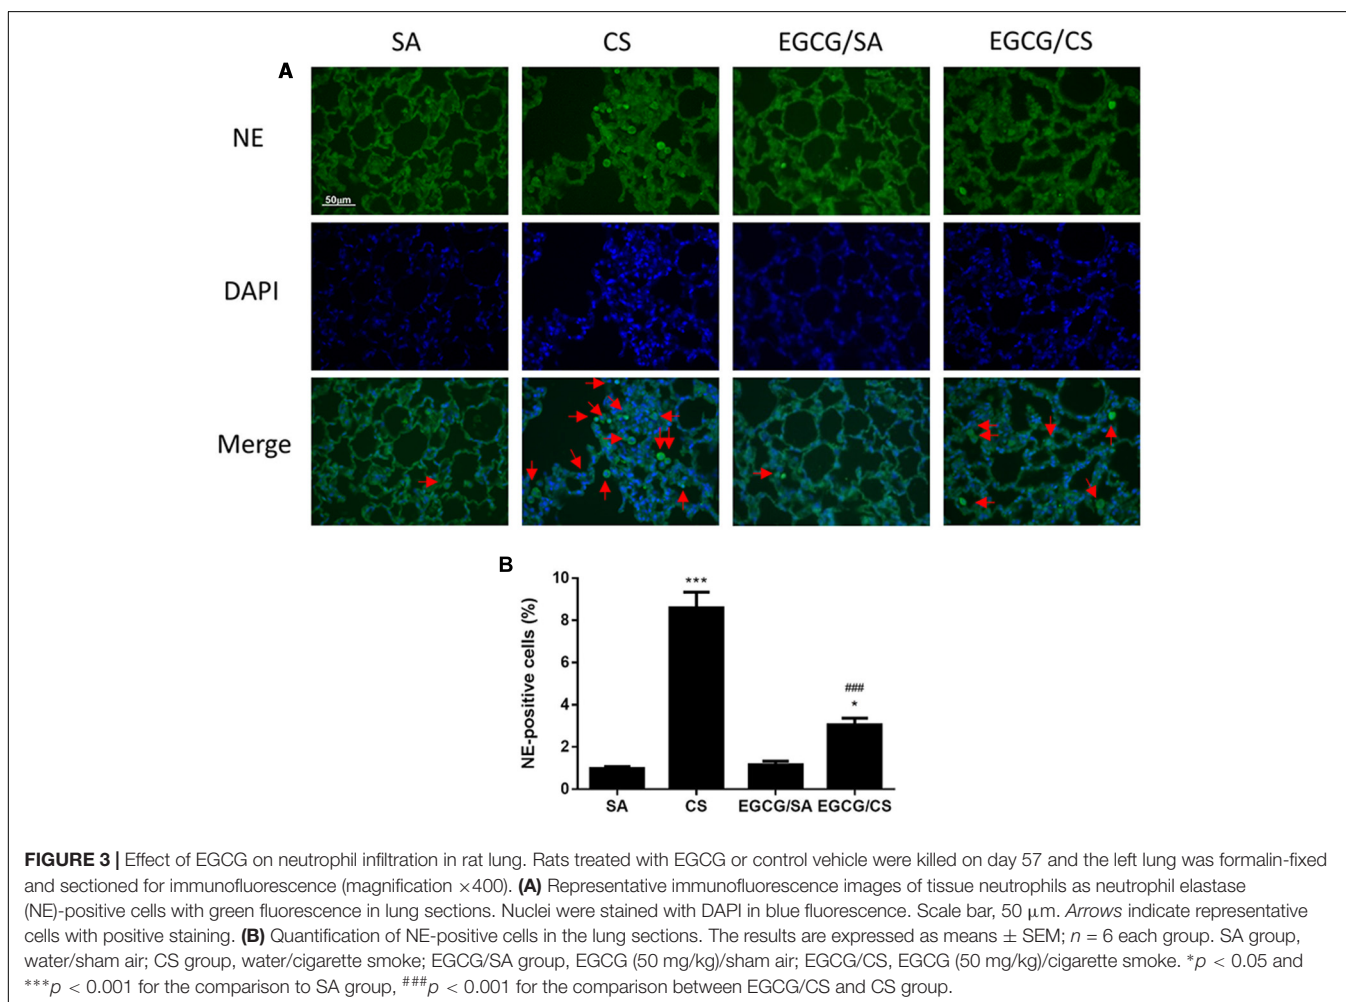 SA CS EGCG/SA EGCG/CS
A
NE
50μm
DAPI
Merge
B
NE-positive cells (%)
10
8
6
4
2
0
***
###
*
SA CS EGCG/SA EGCG/CS
FIGURE 3 | Effect of EGCG on neutrophil infiltration in rat lung. Rats treated with EGCG or control vehicle were killed on day 57 and the left lung was formalin-fixed
and sectioned for immunofluorescence (magnification ×400). (A) Representative immunofluorescence images of tissue neutrophils as neutrophil elastase
(NE)-positive cells with green fluorescence in lung sections. Nuclei were stained with DAPI in blue fluorescence. Scale bar, 50 μm. Arrows indicate representative
cells with positive staining. (B) Quantification of NE-positive cells in the lung sections. The results are expressed as means ± SEM; n = 6 each group. SA group,
water/sham air; CS group, water/cigarette smoke; EGCG/SA group, EGCG (50 mg/kg)/sham air; EGCG/CS, EGCG (50 mg/kg)/cigarette smoke. *p < 0.05 and
***p < 0.001 for the comparison to SA group, ###p < 0.001 for the comparison between EGCG/CS and CS group.